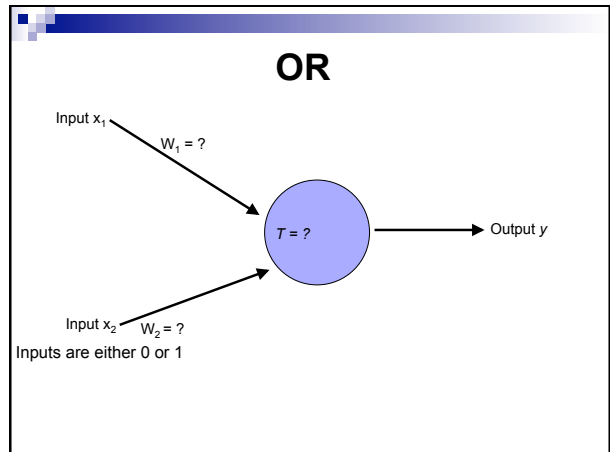 OR
Input x₁
W₁ = ?
T = ?
Output y
Input x₂
W₂ = ?
Inputs are either 0 or 1